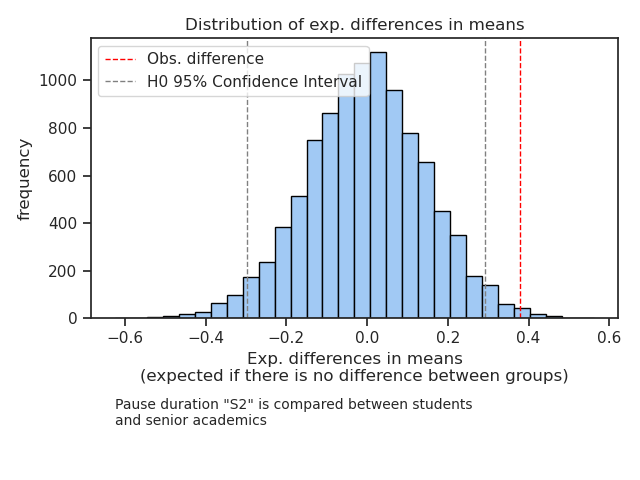 Distribution of exp. differences in means
Obs. difference
H0 95% Confidence Interval
frequency
1000
800
600
400
200
0
−0.6 −0.4 −0.2 0.0 0.2 0.4 0.6
Exp. differences in means
(expected if there is no difference between groups)
Pause duration "S2" is compared between students
and senior academics